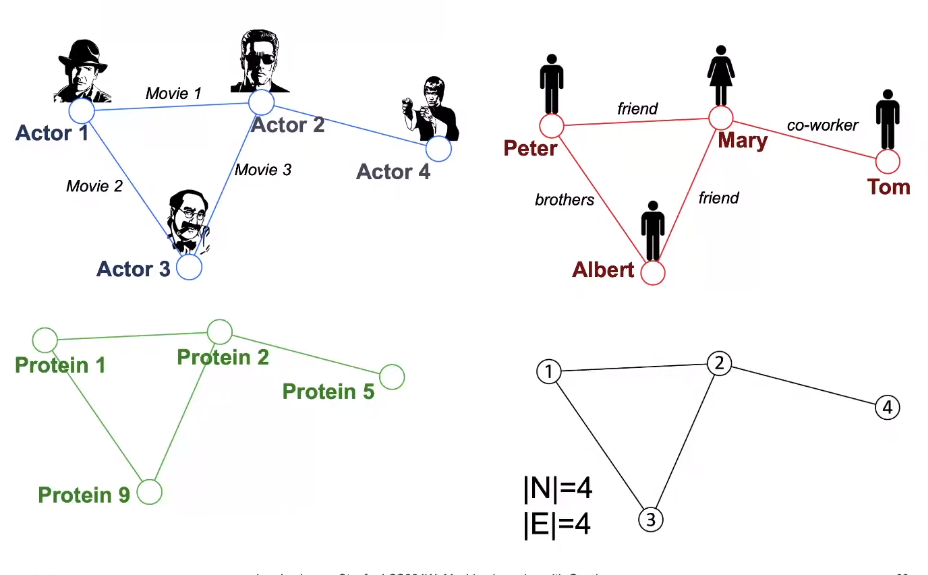 Movie 1
Actor 1
Actor 2
Movie 2
Movie 3
Actor 4
Actor 3
friend
Peter
Mary
co-worker
Tom
brothers
friend
Albert
Protein 1
Protein 2
Protein 5
Protein 9
1
2
4
|N|=4
|E|=4
3